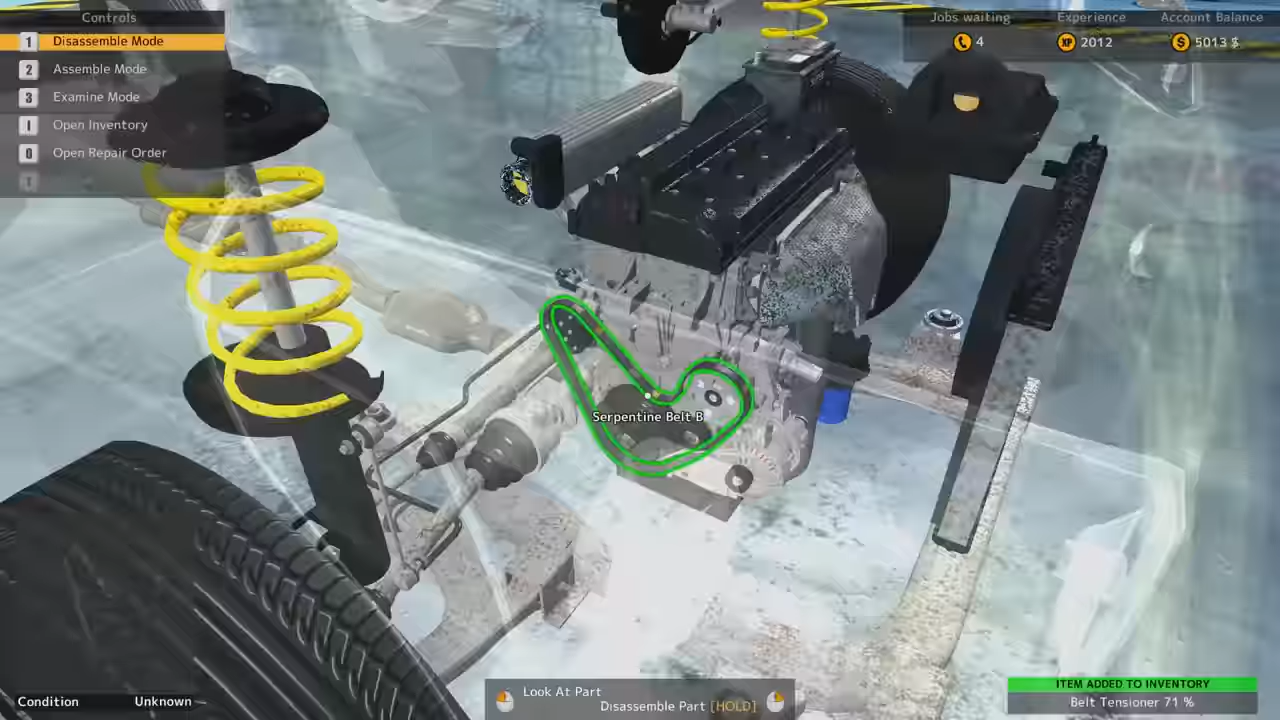 Controls
1 Disassemble Mode
2 Assemble Mode
3 Examine Mode
I Open Inventory
O Open Repair Order
T
Jobs waiting Experience Account Balance
4 XP 2012 $ 5013 $
Serpentine Belt B
Look At Part
Disassemble Part [HOLD]
Condition Unknown
ITEM ADDED TO INVENTORY
Belt Tensioner 71 %